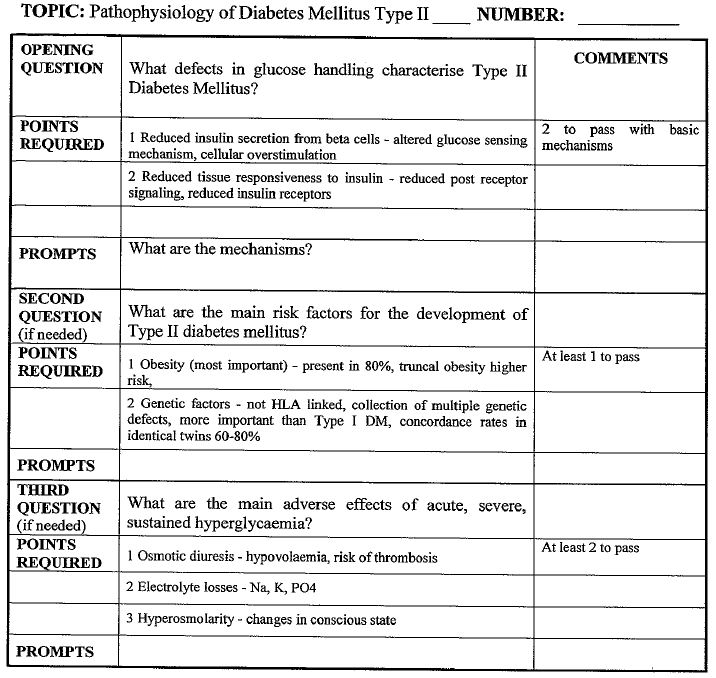 TOPIC: Pathophysiology of Diabetes Mellitus Type II ____ NUMBER: __________
OPENING QUESTION
What defects in glucose handling characterise Type II Diabetes Mellitus?
COMMENTS
POINTS REQUIRED
1 Reduced insulin secretion from beta cells - altered glucose sensing mechanism, cellular overstimulation
2 to pass with basic mechanisms
2 Reduced tissue responsiveness to insulin - reduced post receptor signaling, reduced insulin receptors
PROMPTS
What are the mechanisms?
SECOND QUESTION (if needed)
What are the main risk factors for the development of Type II diabetes mellitus?
POINTS REQUIRED
1 Obesity (most important) - present in 80%, truncal obesity higher risk,
At least 1 to pass
2 Genetic factors - not HLA linked, collection of multiple genetic defects, more important than Type I DM, concordance rates in identical twins 60-80%
PROMPTS
THIRD QUESTION (if needed)
What are the main adverse effects of acute, severe, sustained hyperglycaemia?
POINTS REQUIRED
1 Osmotic diuresis - hypovolaemia, risk of thrombosis
At least 2 to pass
2 Electrolyte losses - Na, K, PO4
3 Hyperosmolarity - changes in conscious state
PROMPTS